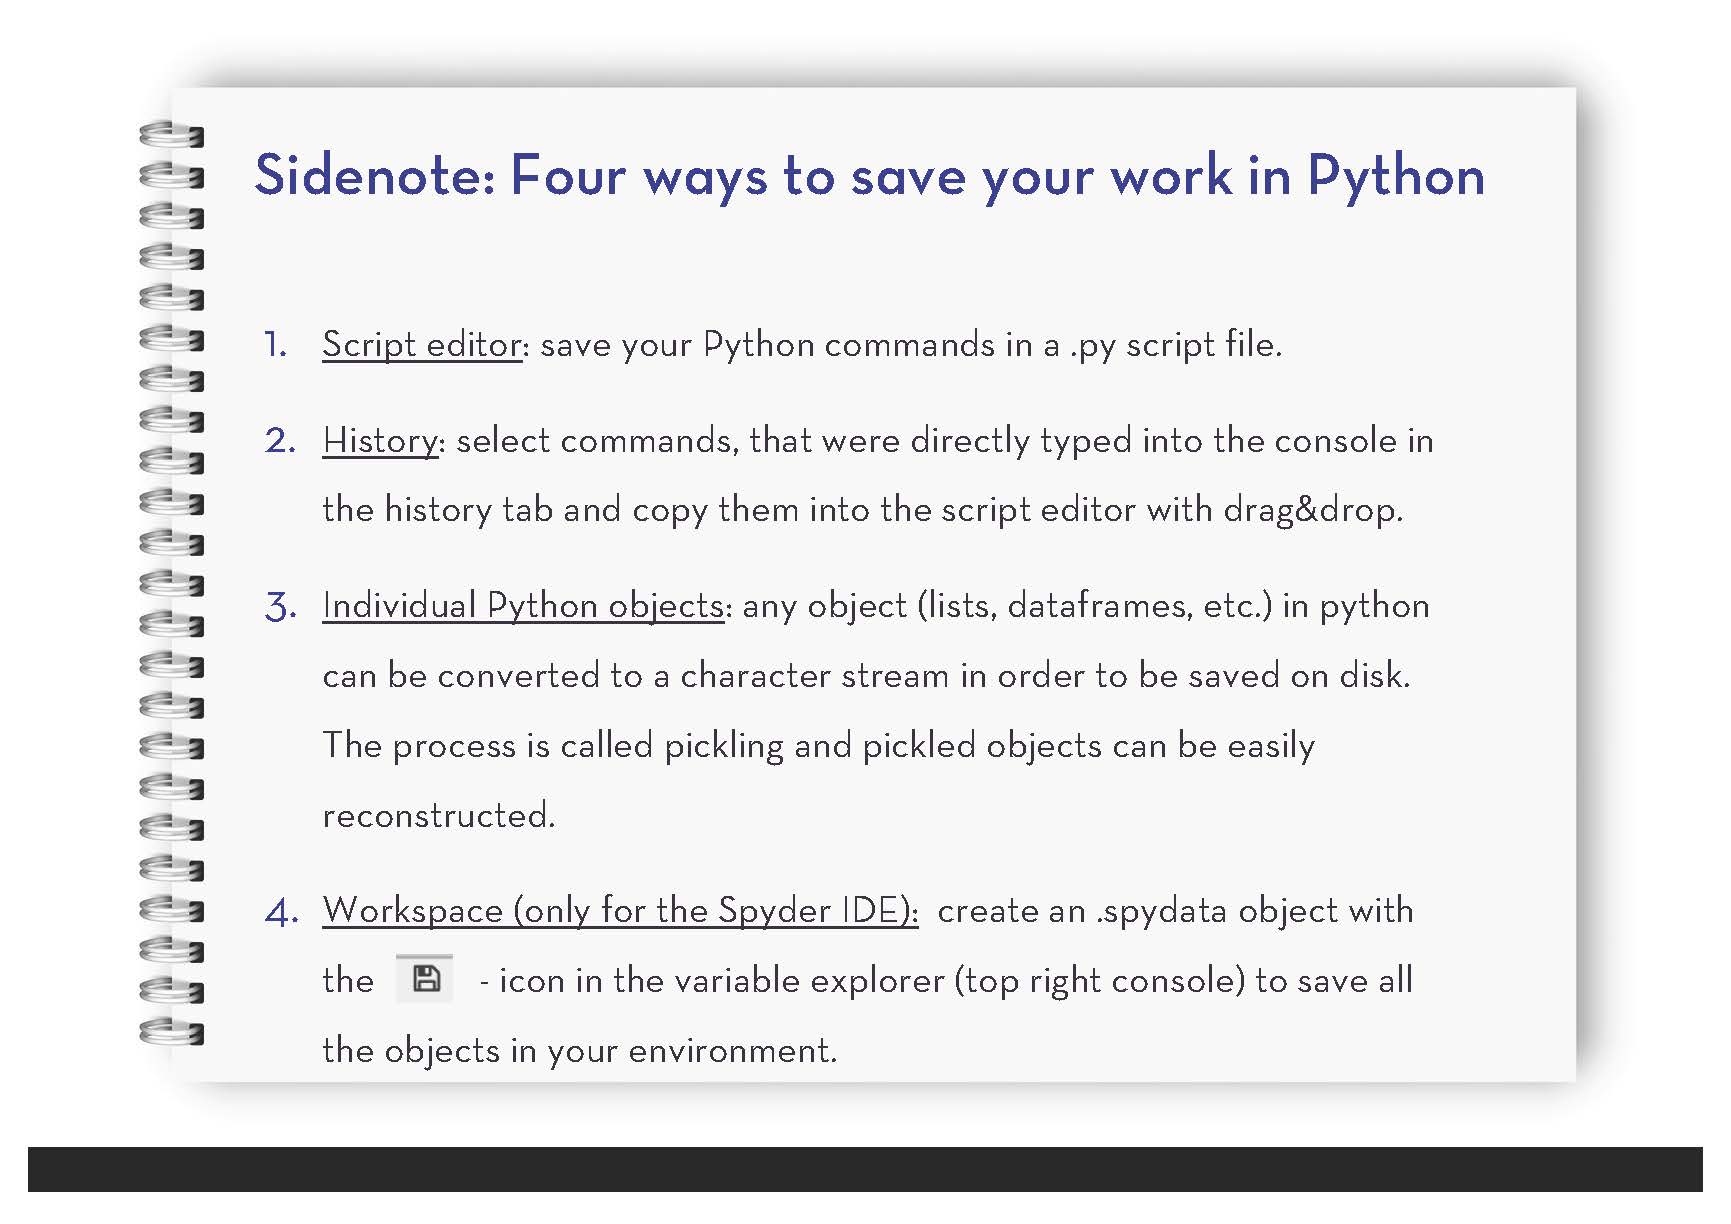 Sidenote: Four ways to save your work in Python
1. Script editor: save your Python commands in a .py script file.
2. History: select commands, that were directly typed into the console in
the history tab and copy them into the script editor with drag&drop.
3. Individual Python objects: any object (lists, dataframes, etc.) in python
can be converted to a character stream in order to be saved on disk.
The process is called pickling and pickled objects can be easily
reconstructed.
4. Workspace (only for the Spyder IDE): create an .spydata object with
the - icon in the variable explorer (top right console) to save all
the objects in your environment.